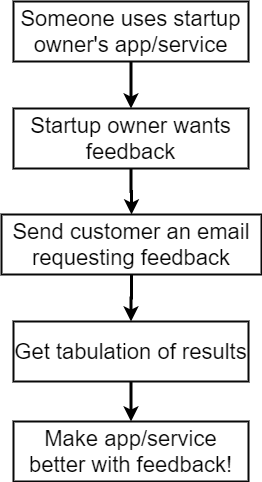 Someone uses startup
owner's app/service
Startup owner wants
feedback
Send customer an email
requesting feedback
Get tabulation of results
Make app/service
better with feedback!